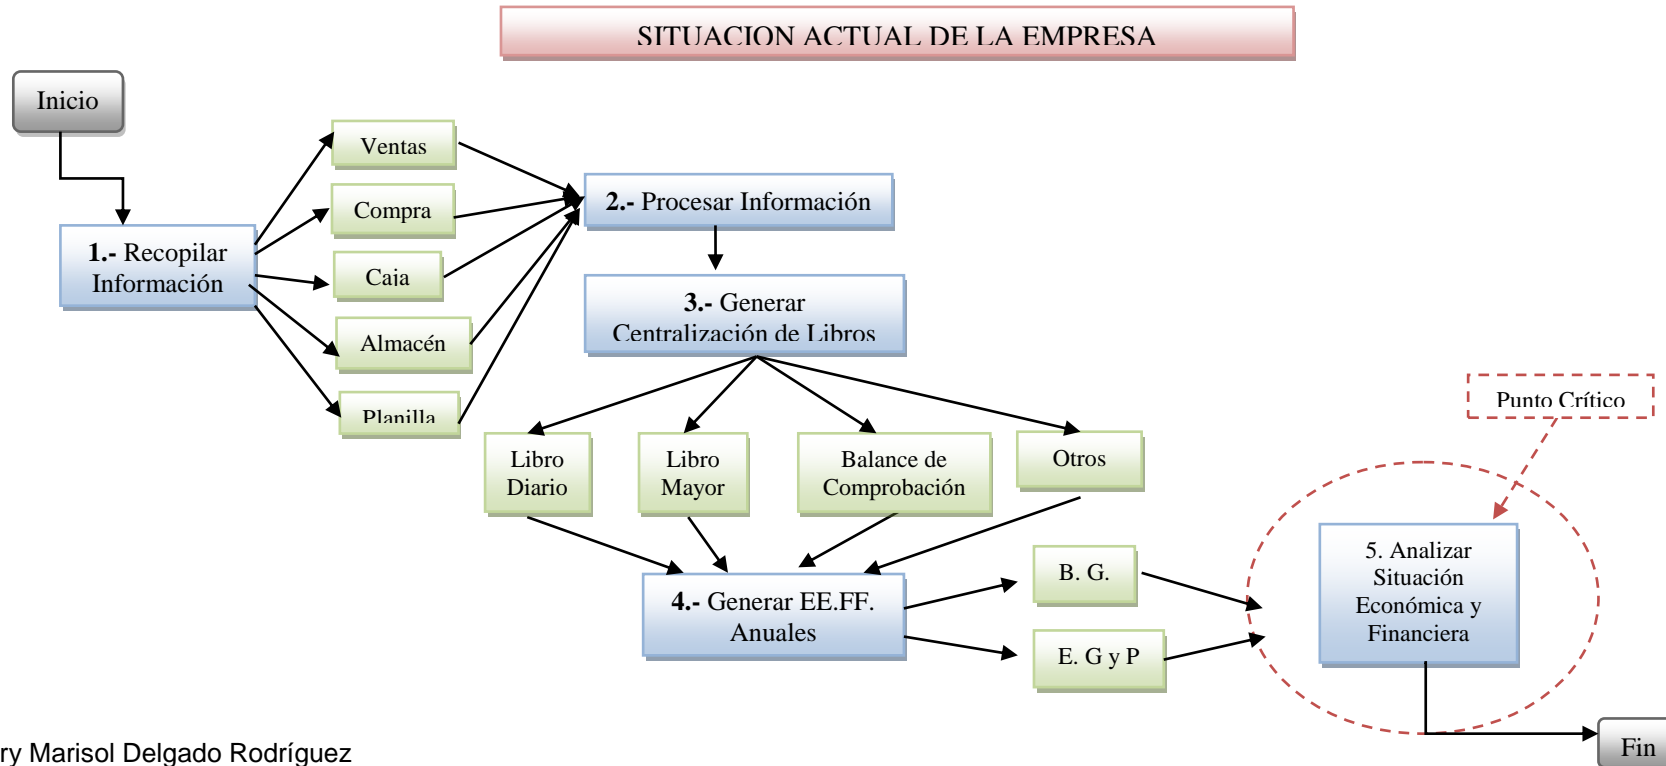 SITUACION ACTUAL DE LA EMPRESA
Inicio
Ventas
Compra
Caja
Almacén
Planilla
1.- Recopilar
Información
2.- Procesar Información
3.- Generar
Centralización de Libros
Libro
Diario
Libro
Mayor
Balance de
Comprobación
Otros
4.- Generar EE.FF.
Anuales
B. G.
E. G y P
Punto Crítico
5. Analizar
Situación
Económica y
Financiera
Fin
ry Marisol Delgado Rodríguez